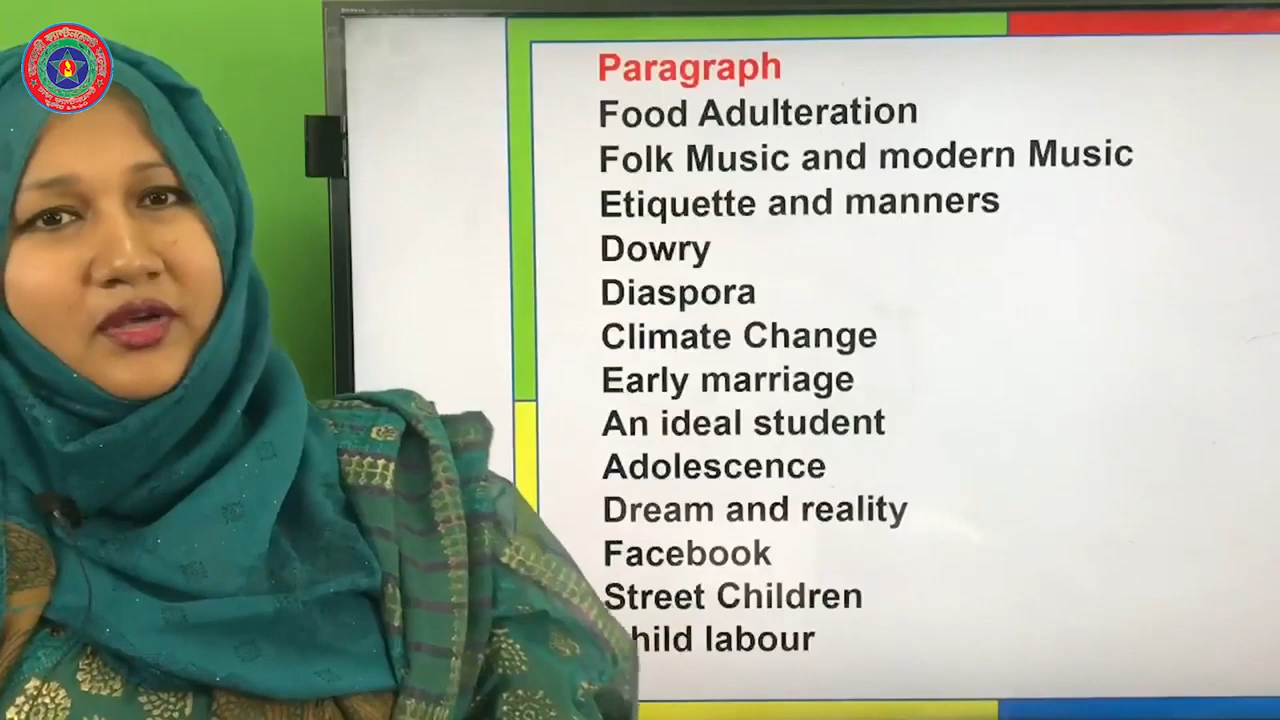 Paragraph
Food Adulteration
Folk Music and modern Music
Etiquette and manners
Dowry
Diaspora
Climate Change
Early marriage
An ideal student
Adolescence
Dream and reality
Facebook
Street Children
hild labour